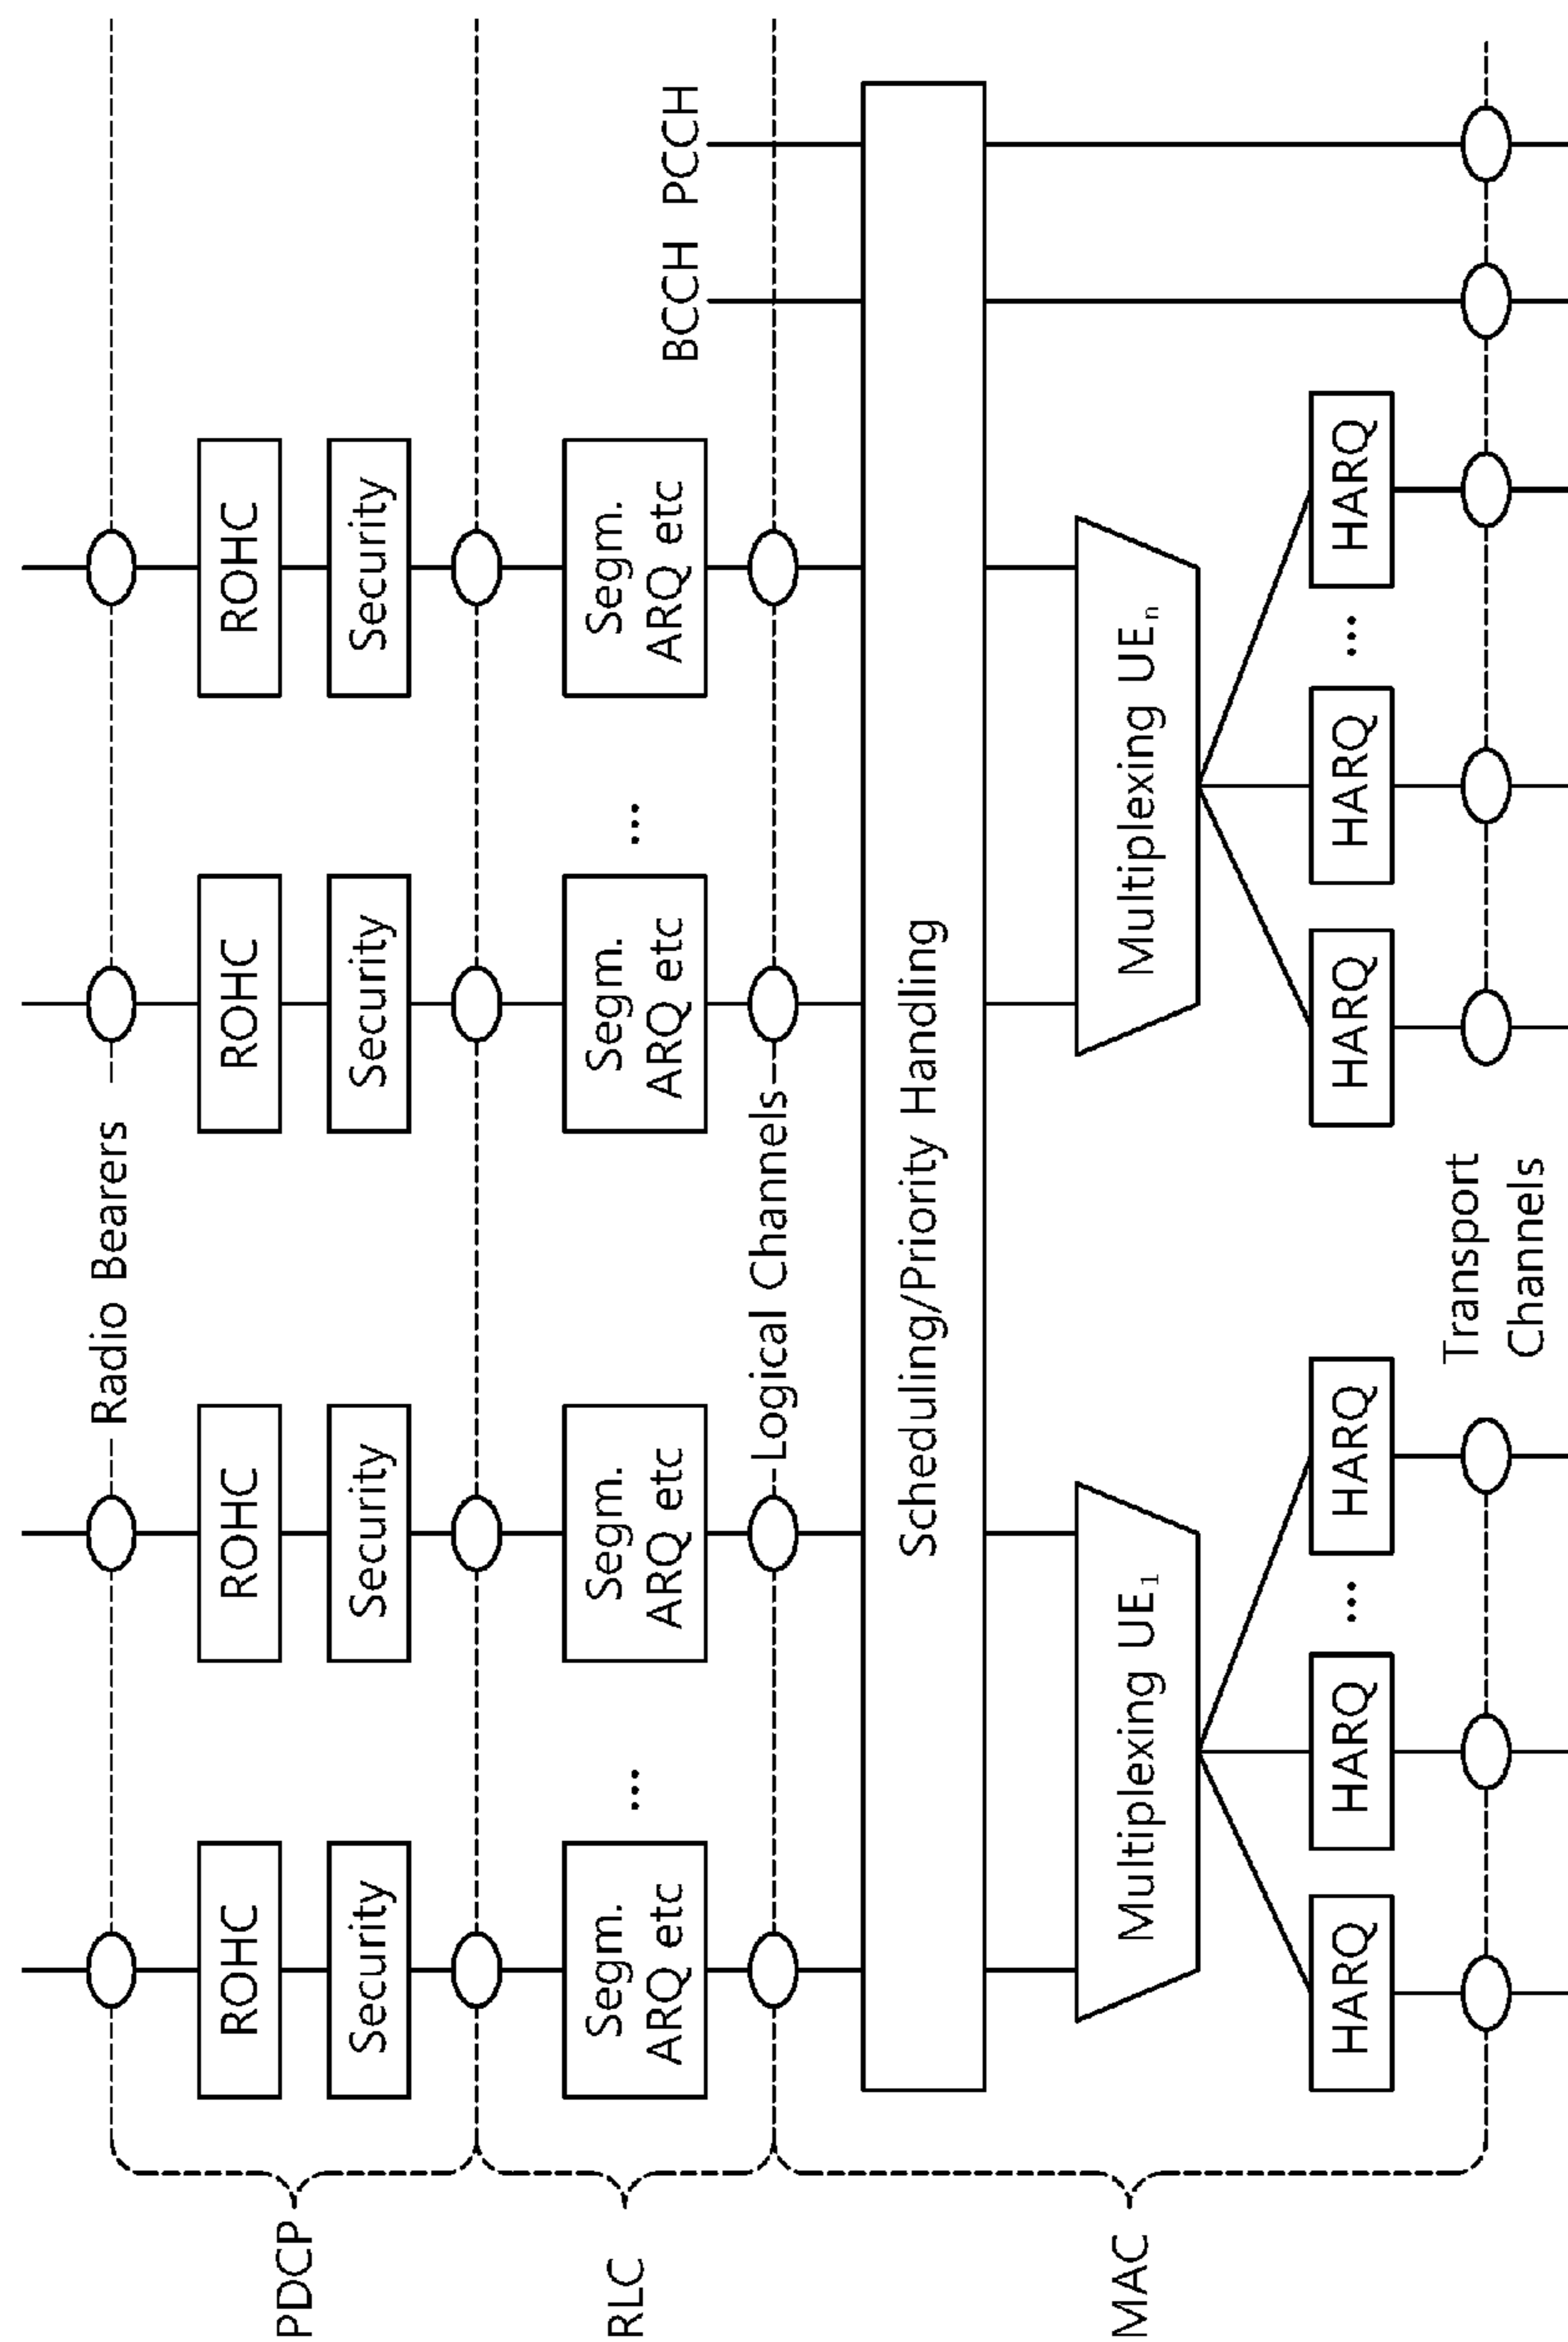 Radio Bearers
PDCP
ROHC
ROHC
ROHC
ROHC
Security
Security
Security
Security
RLC
Segm.
ARQ etc
...
Segm.
ARQ etc
Segm.
ARQ etc
...
Segm.
ARQ etc
BCCH PCCH
Logical Channels
MAC
Scheduling/Priority Handling
Multiplexing UE1
Multiplexing UEn
HARQ
HARQ
...
HARQ
HARQ
HARQ
...
HARQ
Transport
Channels